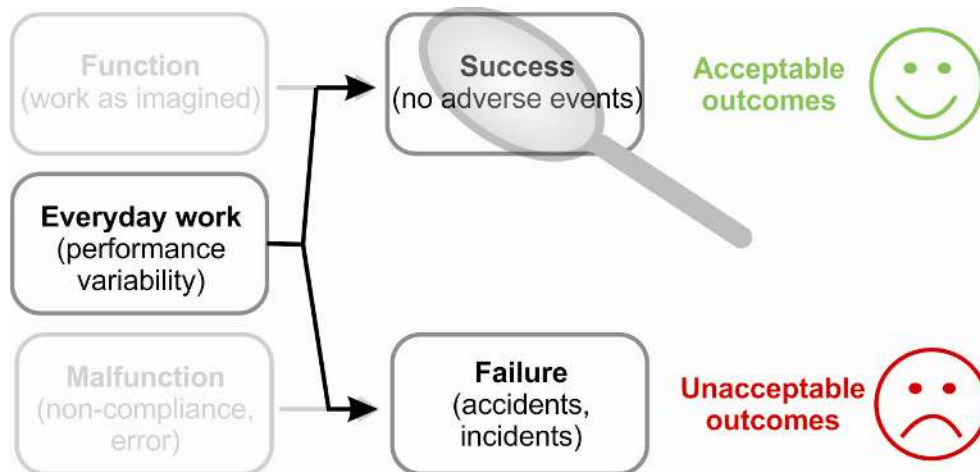 Function
(work as imagined)
Success
(no adverse events)
Acceptable
outcomes
Everyday work
(performance
variability)
Malfunction
(non-compliance,
error)
Failure
(accidents,
incidents)
Unacceptable
outcomes